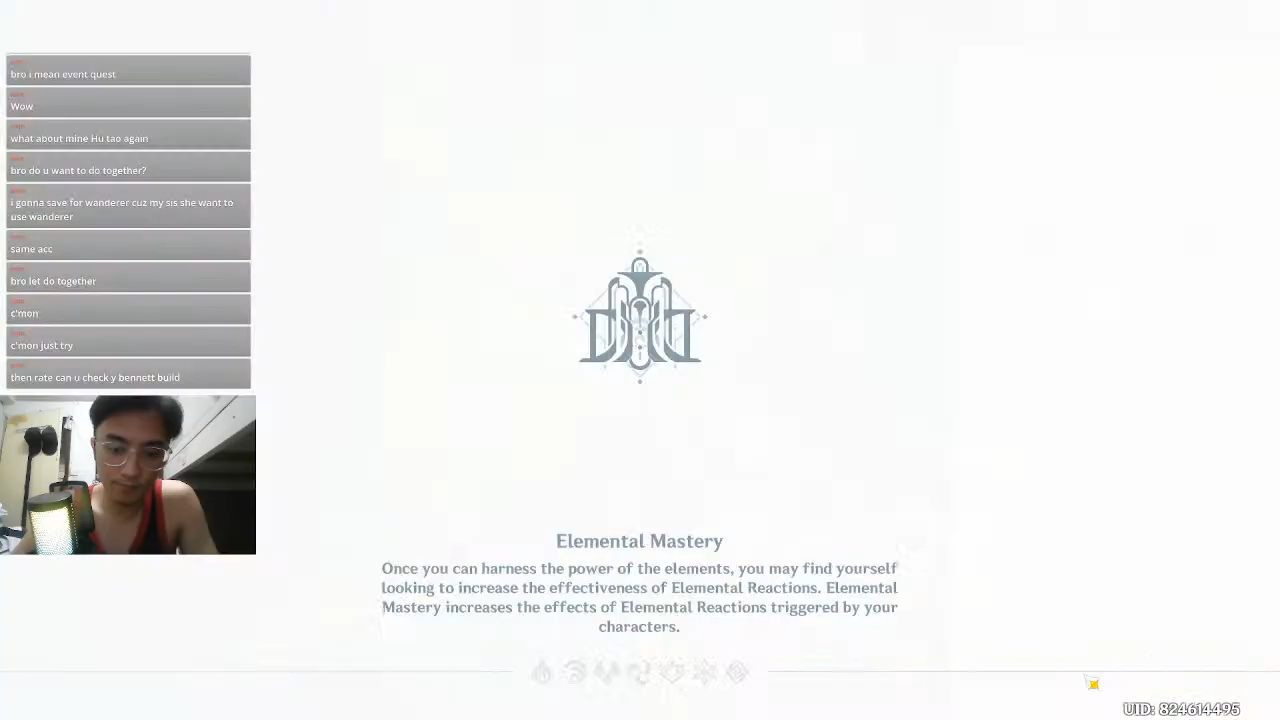 bro i mean event quest
Wow
what about mine Hu tao again
bro do u want to do together?
i gonna save for wanderer cuz my sis she want to
use wanderer
same acc
bro let do together
c'mon
c'mon just try
then rate can u check y bennett build
Elemental Mastery
Once you can harness the power of the elements, you may find yourself
looking to increase the effectiveness of Elemental Reactions. Elemental
Mastery increases the effects of Elemental Reactions triggered by your
characters.
UID: 824614495